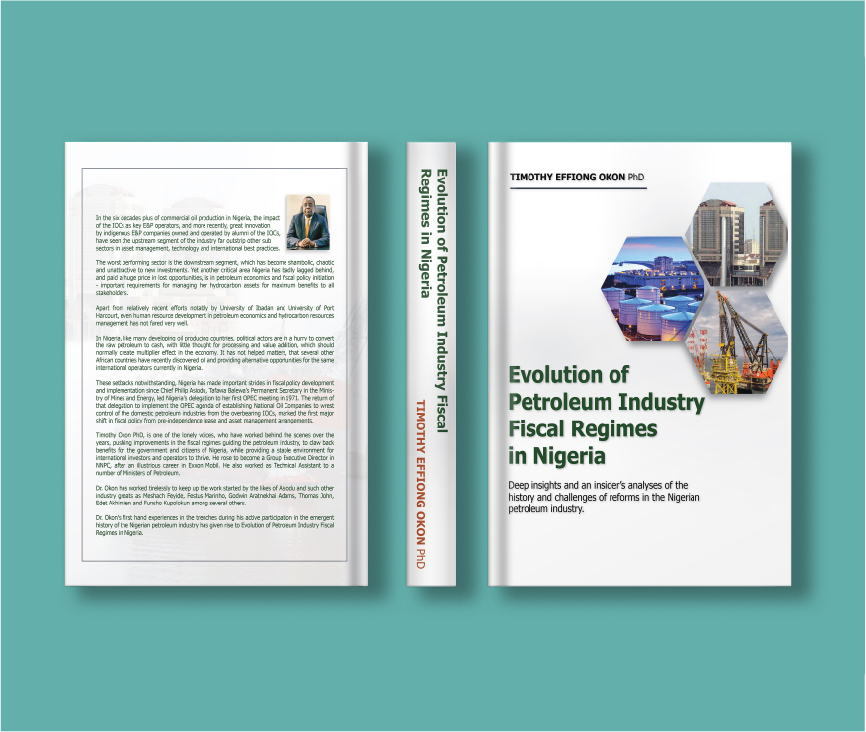 In the six decades plus of commercial oil production in Nigeria, the impact
of the IOCs as key E&P operators, and more recently, great innovation
by indigenous E&P companies owned and operated by alumni of the IOCs,
have seen the upstream segment of the industry far outstrip other sub
sectors in asset management, technology and international best practices.
The worst performing sector is the downstream segment, which has become shambolic, chaotic
and unattractive to new investments. Yet another critical area Nigeria has badly lagged behind,
and paid a huge price in lost opportunities, is in petroleum economics and fiscal policy initiation
- important requirements for managing her hydrocarbon assets for maximum benefits to all
stakeholders.
Apart from relatively recent efforts notably by University of Ibadan and University of Port
Harcourt, even human resource development in petroleum economics and hydrocarbon resources
management has not fared very well.
In Nigeria, like many developing oil producing countries, political actors are in a hurry to convert
the raw petroleum to cash, with little thought for processing and value addition, which should
normally create multiplier effect in the economy. It has not helped matters, that several other
African countries have recently discovered oil and providing alternative opportunities for the same
international operators currently in Nigeria.
These setbacks notwithstanding, Nigeria has made important strides in fiscal policy development
and implementation since Chief Philip Asiodu, Tafawa Balewa's Permanent Secretary in the Minis-
try of Mines and Energy, led Nigeria's delegation to her first OPEC meeting in 1971. The return of
that delegation to implement the OPEC agenda of establishing National Oil Companies to wrest
control of the domestic petroleum industries from the overbearing IOCs, marked the first major
shift in fiscal policy from pre-independence lease and asset management arrangements.
Timothy Okon PhD, is one of the lonely voices, who have worked behind the scenes over the
years, pushing improvements in the fiscal regimes guiding the petroleum industry, to claw back
benefits for the government and citizens of Nigeria, while providing a stable environment for
international investors and operators to thrive. He rose to become a Group Executive Director in
NNPC, after an illustrious career in Exxon Mobil. He also worked as Technical Assistant to a
number of Ministers of Petroleum.
Dr. Okon has worked tirelessly to keep up the work started by the likes of Asiodu and such other
industry greats as Meshach Feyide, Festus Marinho, Godwin Aratnekhai Adams, Thomas John,
Edet Akhinien and Funcho Kupolokun among several others.
Dr. Okon's first hand experiences in the trenches during his active participation in the emergent
history of the Nigerian petroleum industry has given rise to Evolution of Petroleum Industry Fiscal
Regimes in Nigeria.
Evolution of Petroleum Industry Fiscal
Regimes in Nigeria
TIMOTHY EFFIONG OKON PhD
TIMOTHY EFFIONG OKON PhD
Evolution of
Petroleum Industry
Fiscal Regimes
in Nigeria
Deep insights and an insicer's analyses of the
history and challenges of reforms in the Nigerian
petroleum industry.